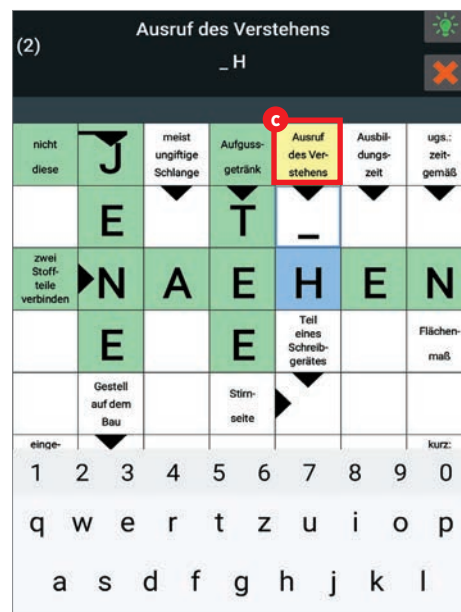 (2)
Ausruf des Verstehens
_ H
C
nicht
diese
J
meist
ungiftige
Schlange
Aufguss-
getränk
Ausruf
des Ver-
stehens
Ausbil-
dungs-
zeit
ugs.:
zeit-
gemäß
E
T
_
zwei
Stoff-
teile
verbinden
N A E H E N
E
E
Teil
eines
Schreib-
gerätes
Flächen-
maß
Gestell
auf dem
Bau
Stirn-
seite
einge-
kurz:
1 2 3 4 5 6 7 8 9 0
q w e r t z u i o p
a s d f g h j k l